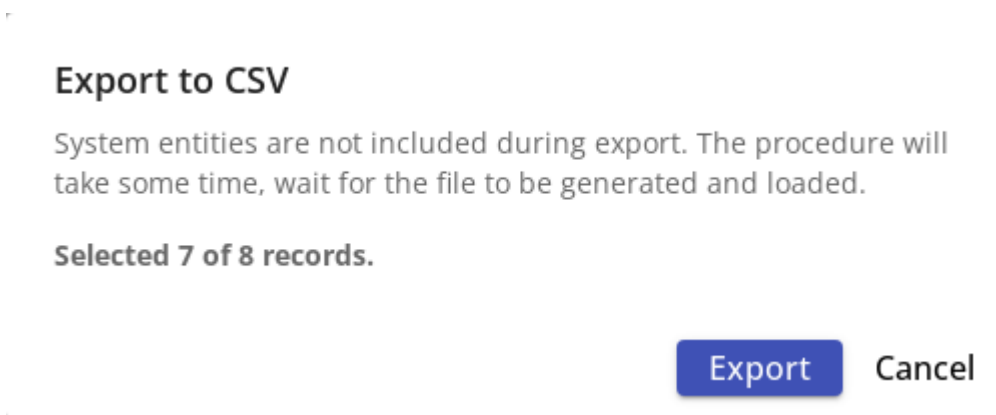 Export to CSV
System entities are not included during export. The procedure will
take some time, wait for the file to be generated and loaded.
Selected 7 of 8 records.
Export Cancel